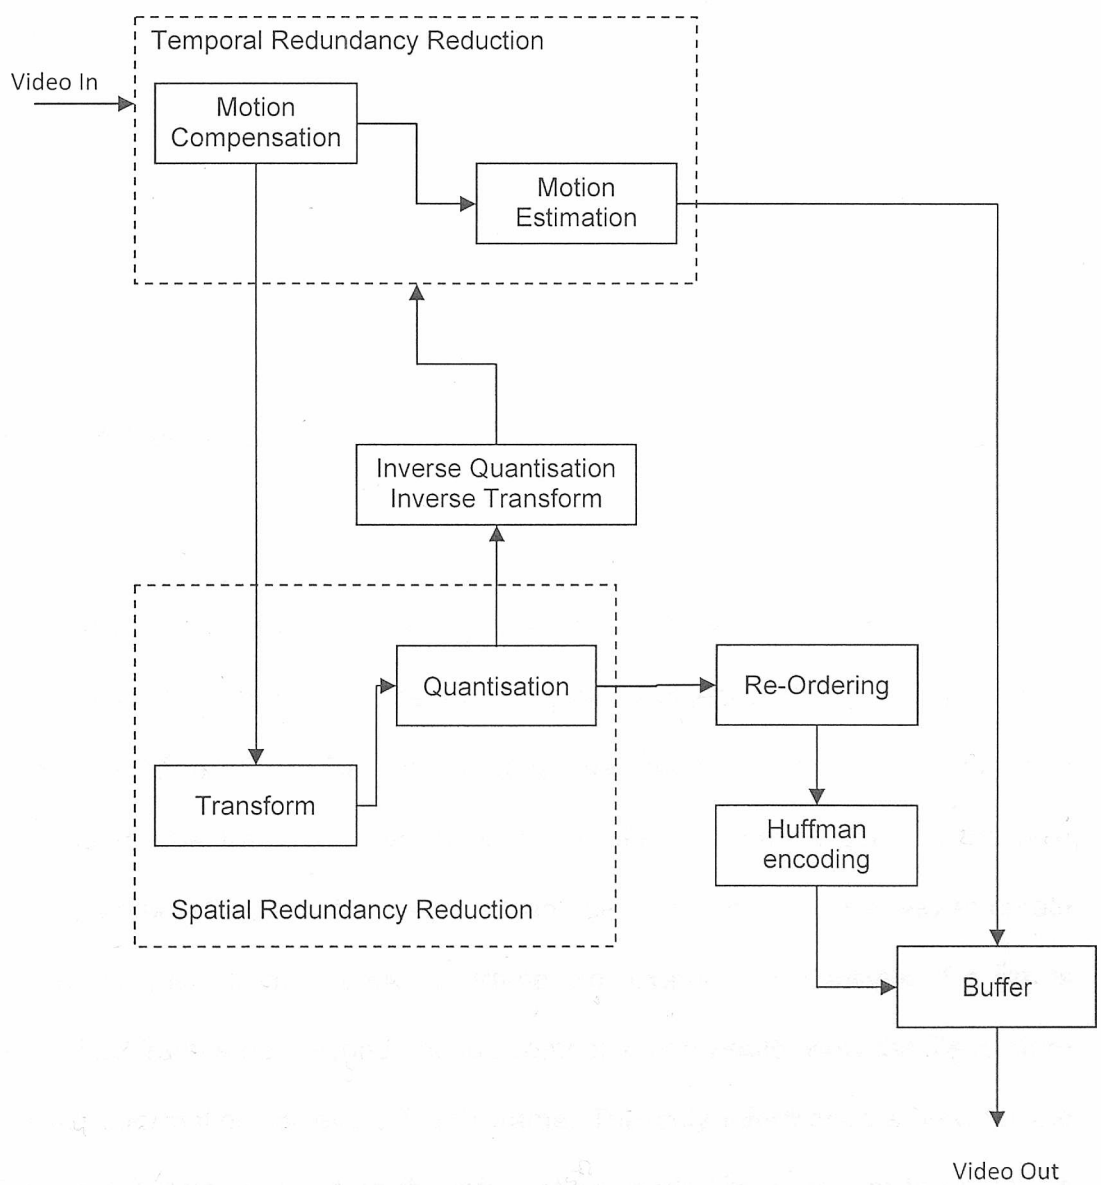 Temporal Redundancy Reduction
Video In
Motion
Compensation
Motion
Estimation
Inverse Quantisation
Inverse Transform
Quantisation
Re-Ordering
Transform
Huffman
encoding
Spatial Redundancy Reduction
Buffer
Video Out